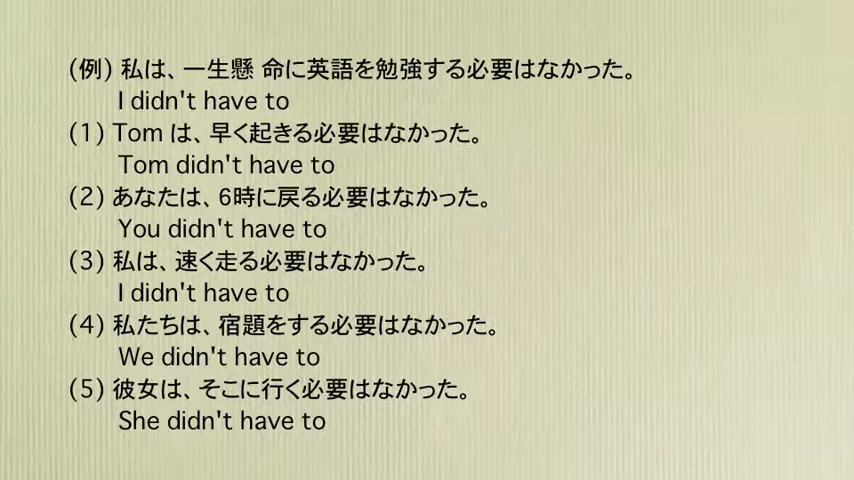 (例) 私は、一生懸 命に英語を勉強する必要はなかった。
I didn't have to
(1) Tom は、早く起きる必要はなかった。
Tom didn't have to
(2) あなたは、6時に戻る必要はなかった。
You didn't have to
(3) 私は、速く走る必要はなかった。
I didn't have to
(4) 私たちは、宿題をする必要はなかった。
We didn't have to
(5) 彼女は、そこに行く必要はなかった。
She didn't have to